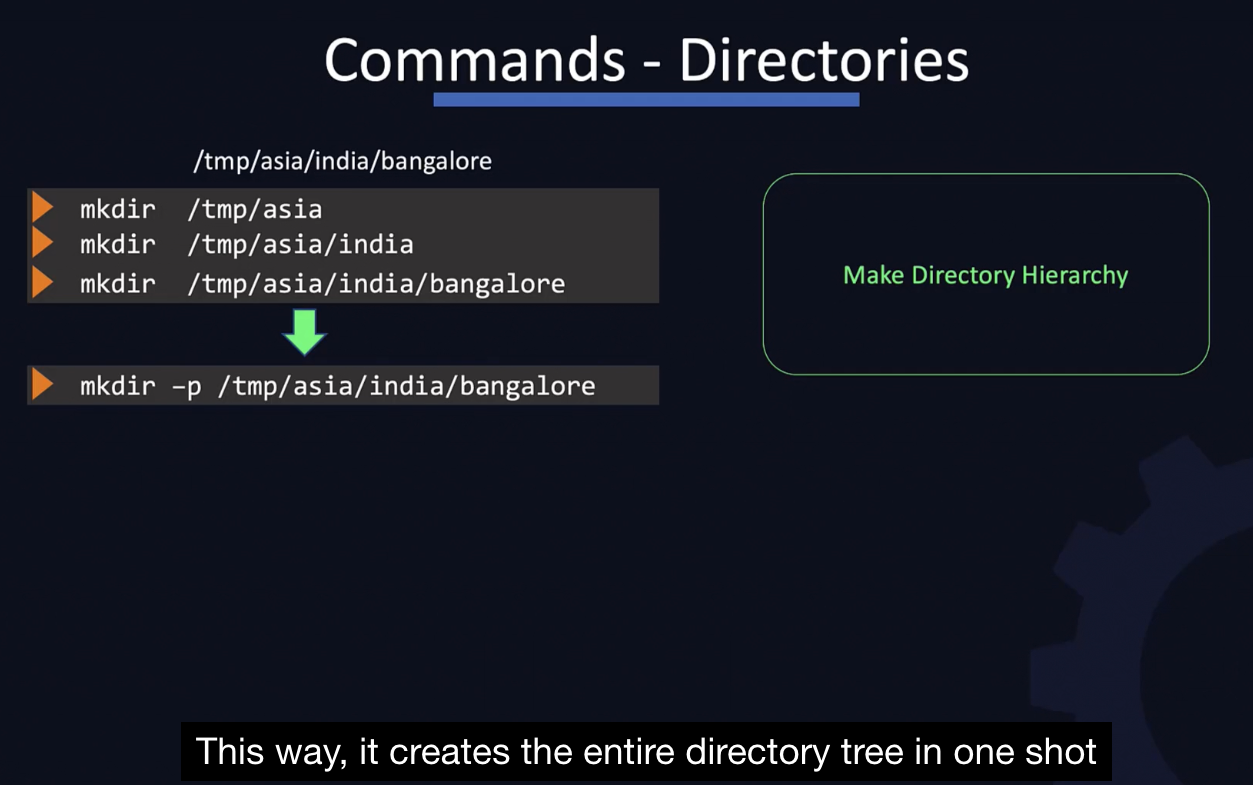 Commands - Directories
/tmp/asia/india/bangalore
mkdir /tmp/asia
mkdir /tmp/asia/india
mkdir /tmp/asia/india/bangalore
mkdir –p /tmp/asia/india/bangalore
Make Directory Hierarchy
This way, it creates the entire directory tree in one shot